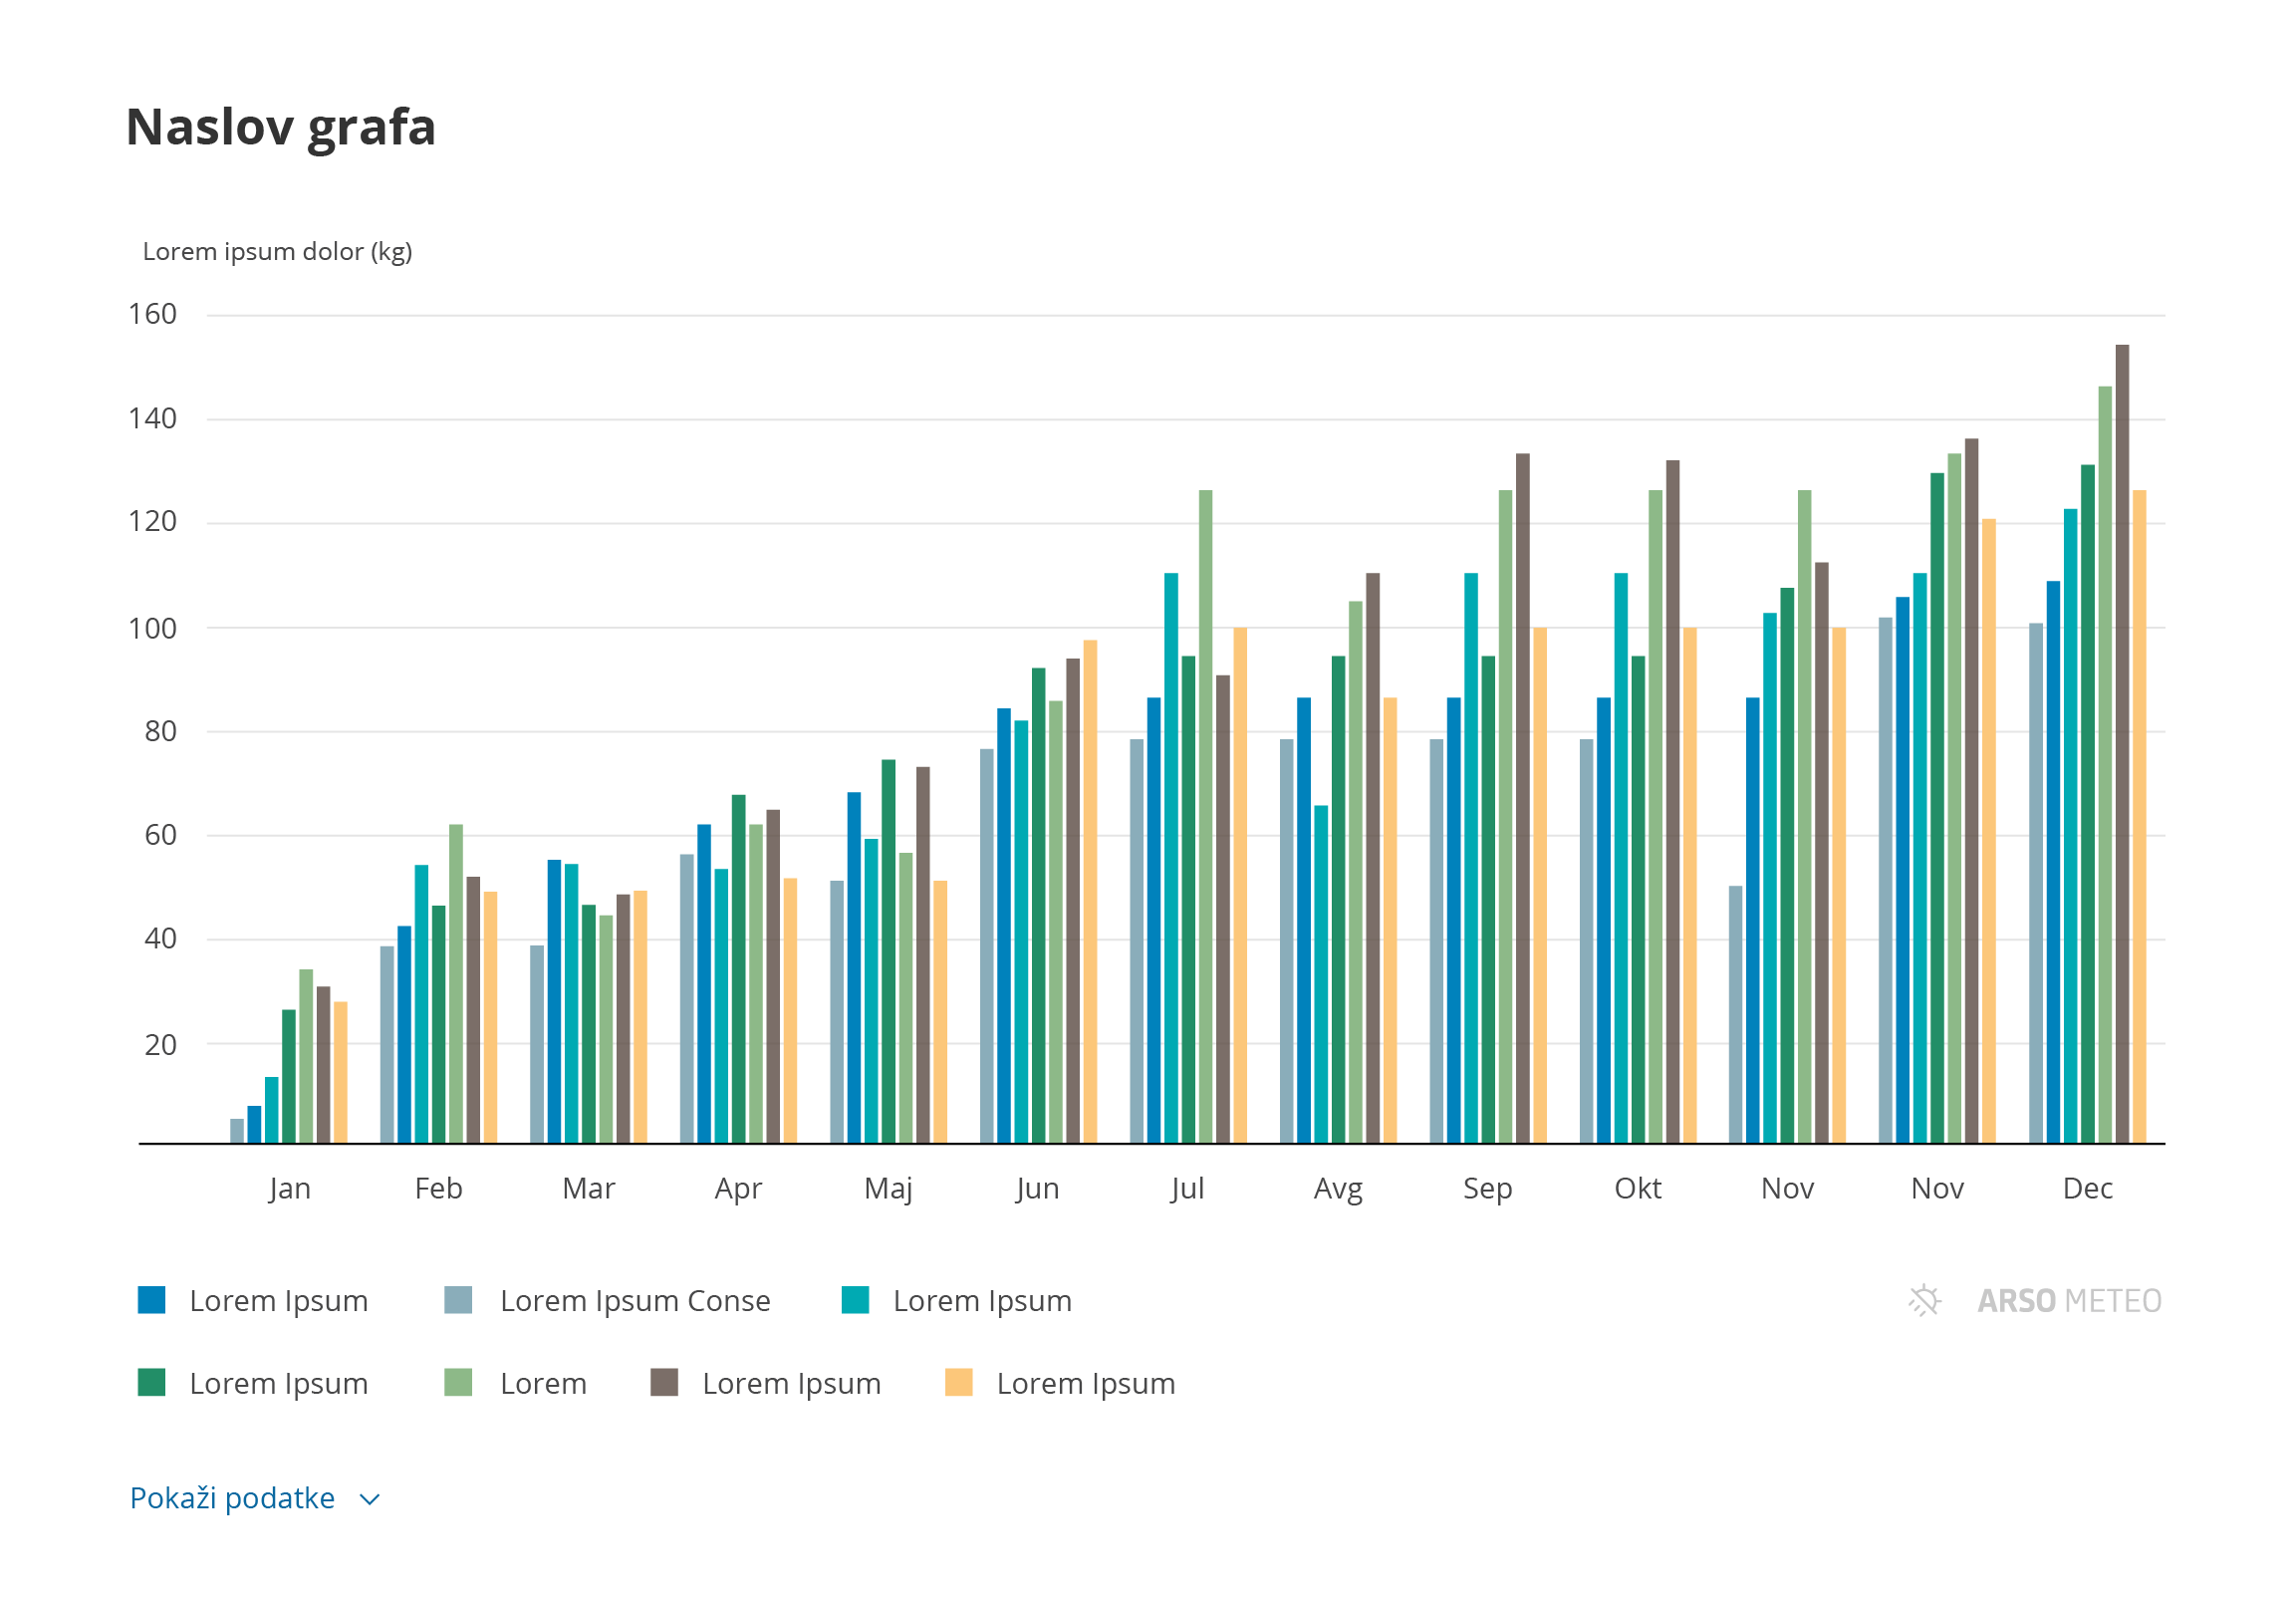 Naslov grafa
Lorem ipsum dolor (kg)
160
140
120
100
80
60
40
20
Jan Feb Mar Apr Maj Jun Jul Avg Sep Okt Nov Nov Dec
Lorem Ipsum Lorem Ipsum Conse Lorem Ipsum
ARSO METEO
Lorem Ipsum Lorem Lorem Ipsum Lorem Ipsum
Pokaži podatke